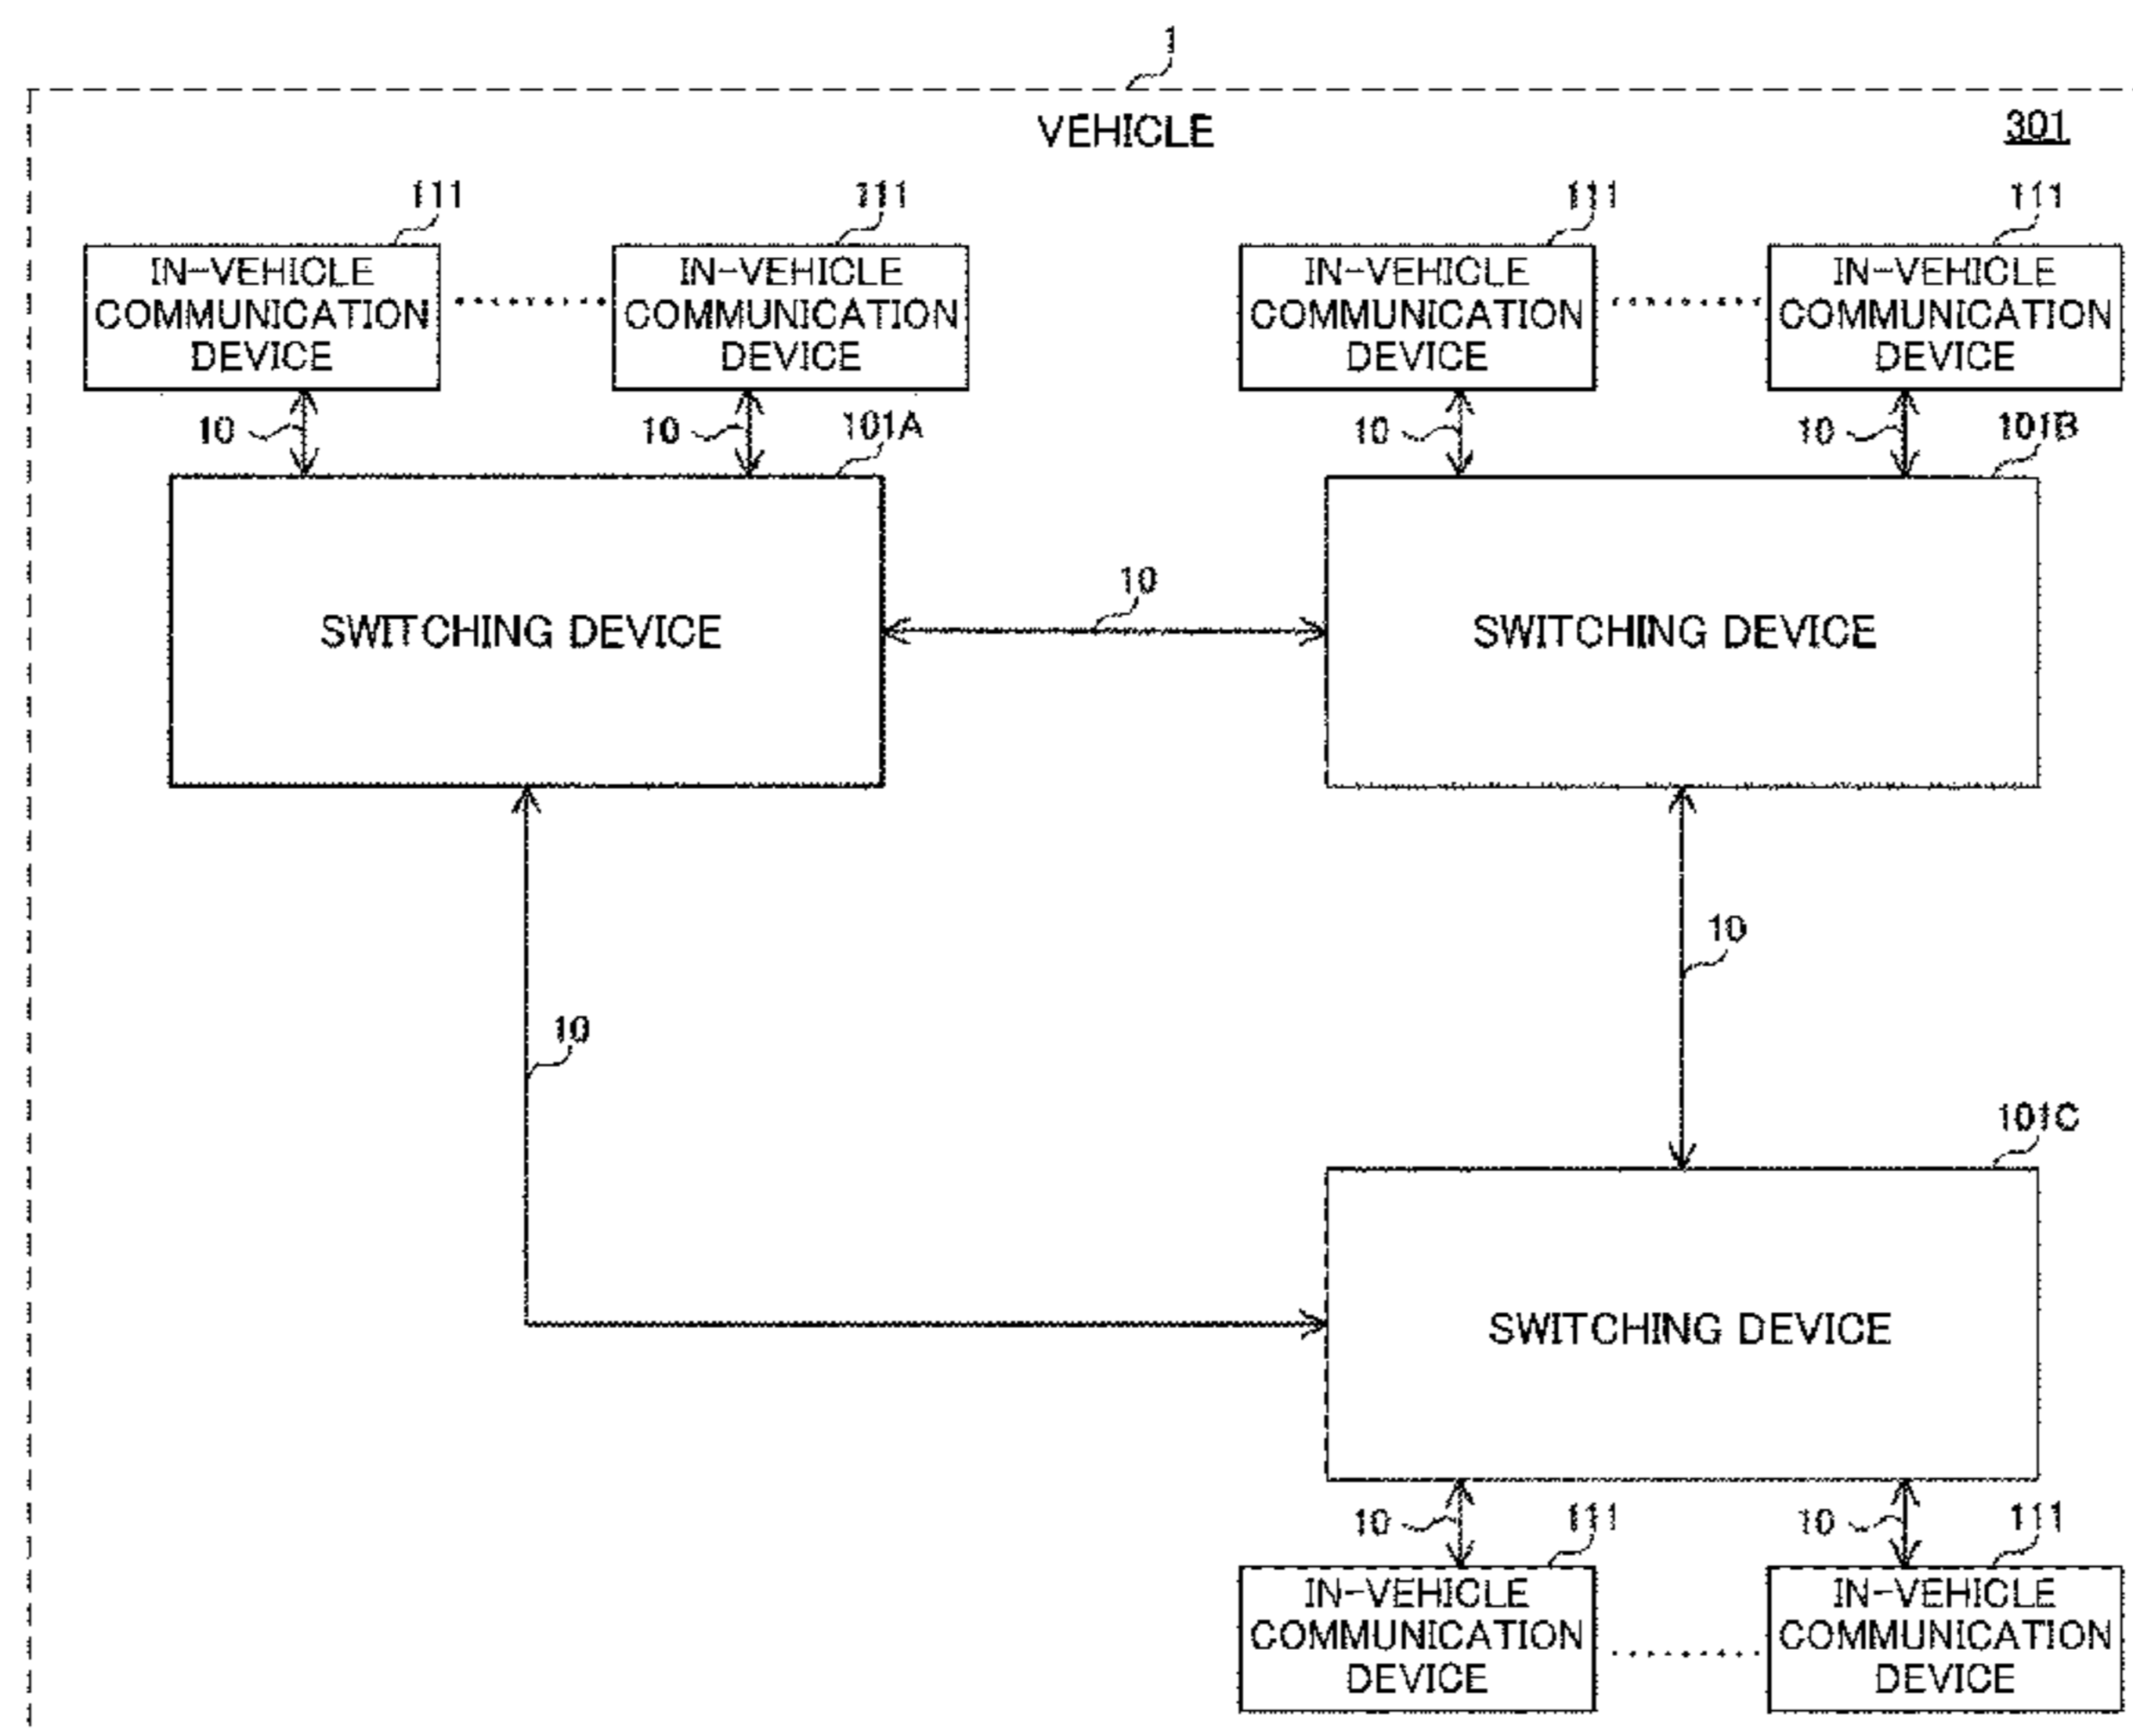 1
VEHICLE
301
111
111
111
111
IN-VEHICLE
COMMUNICATION
DEVICE
IN-VEHICLE
COMMUNICATION
DEVICE
IN-VEHICLE
COMMUNICATION
DEVICE
IN-VEHICLE
COMMUNICATION
DEVICE
10
10
101A
10
10
101B
SWITCHING DEVICE
10
SWITCHING DEVICE
10
10
101C
SWITCHING DEVICE
10
111
10
111
IN-VEHICLE
COMMUNICATION
DEVICE
IN-VEHICLE
COMMUNICATION
DEVICE